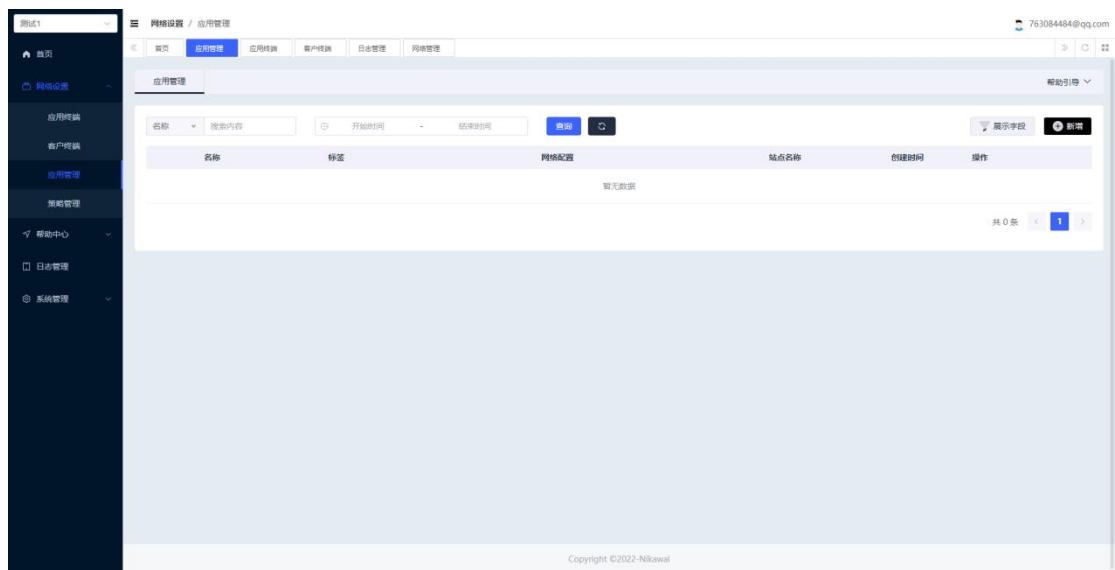 测试1
网络设置 / 应用管理
763084484@qq.com
首页
首页
应用管理
应用终端
客户终端
日志管理
网络管理
网络设置
应用终端
客户终端
应用管理
策略管理
帮助中心
日志管理
系统管理
应用管理
帮助引导
名称
搜索内容
开始时间 - 结束时间
查询
展示字段
新增
名称 标签 网络配置 站点名称 创建时间 操作
暂无数据
共 0 条
1
Copyright ©2022-Nikawai